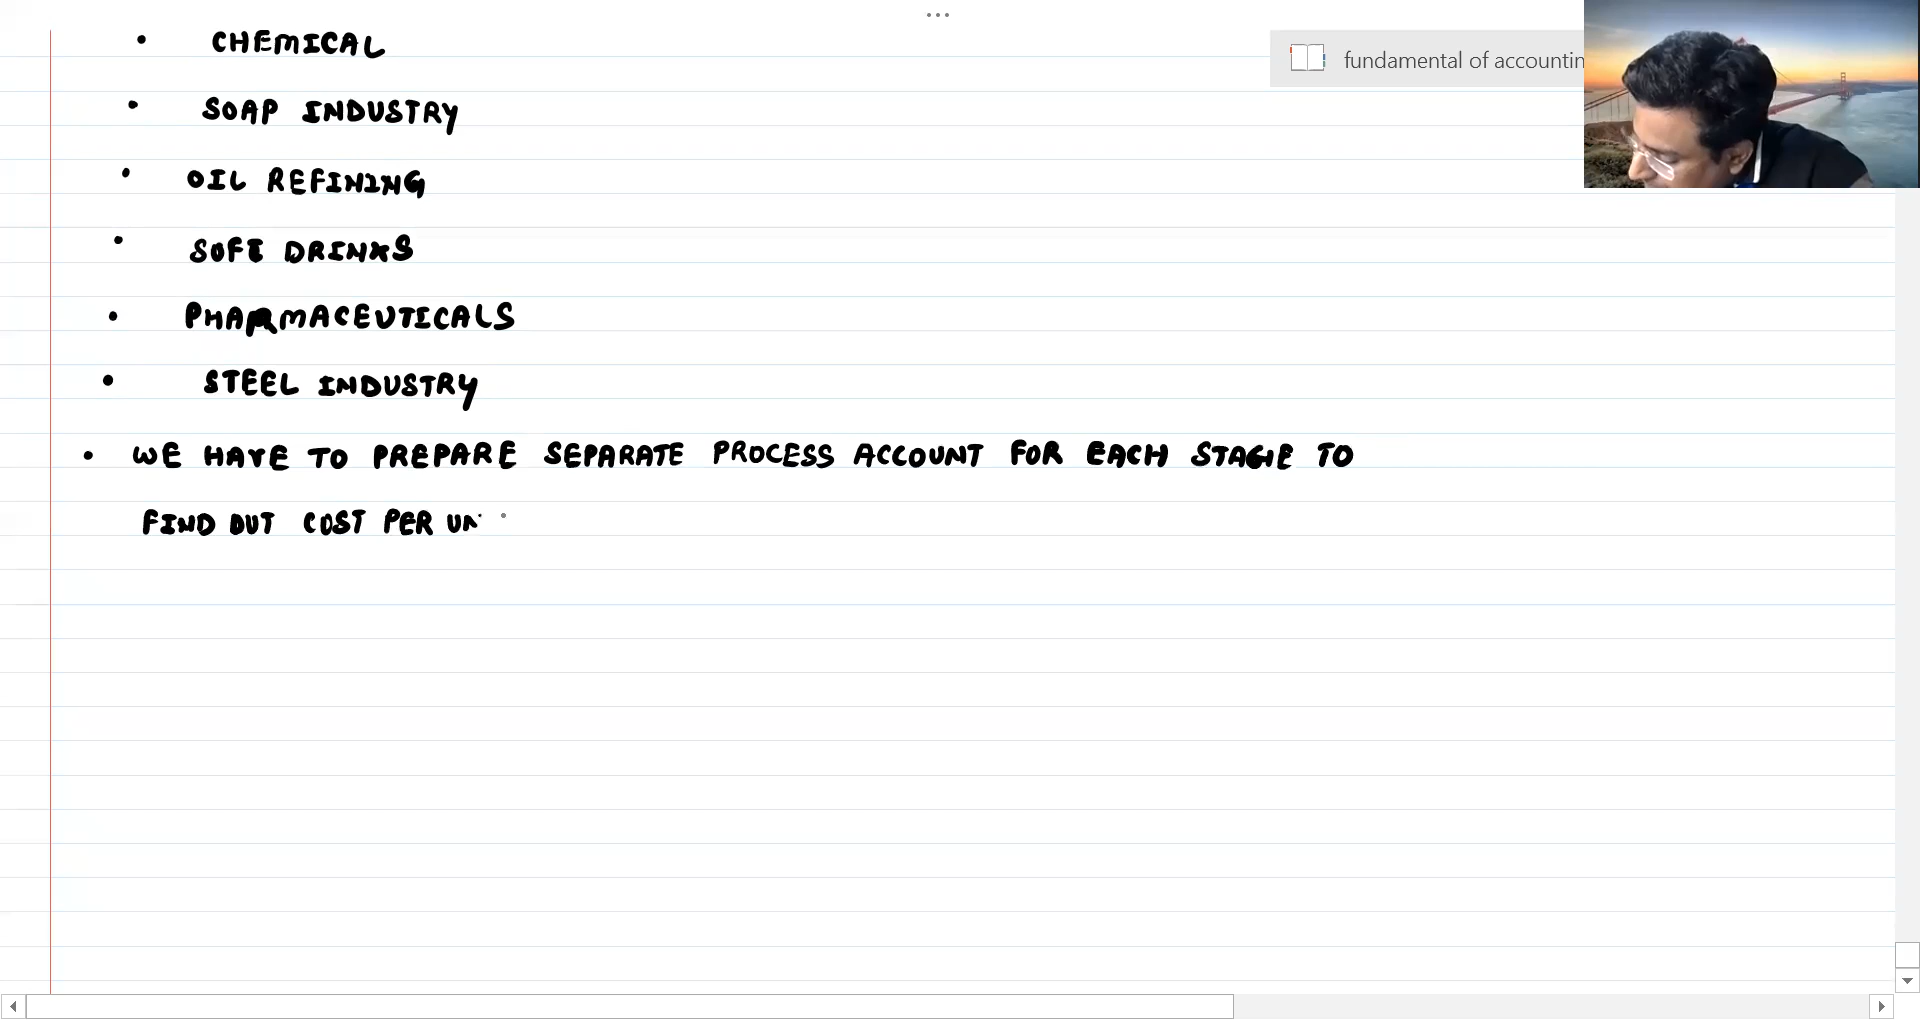 • CHEMICAL
fundamental of accountin
• SOAP INDUSTRY
• OIL REFINING
• SOFT DRINKS
• PHARMACEUTICALS
• STEEL INDUSTRY
• WE HAVE TO PREPARE SEPARATE PROCESS ACCOUNT FOR EACH STAGE TO
FIND OUT COST PER UN